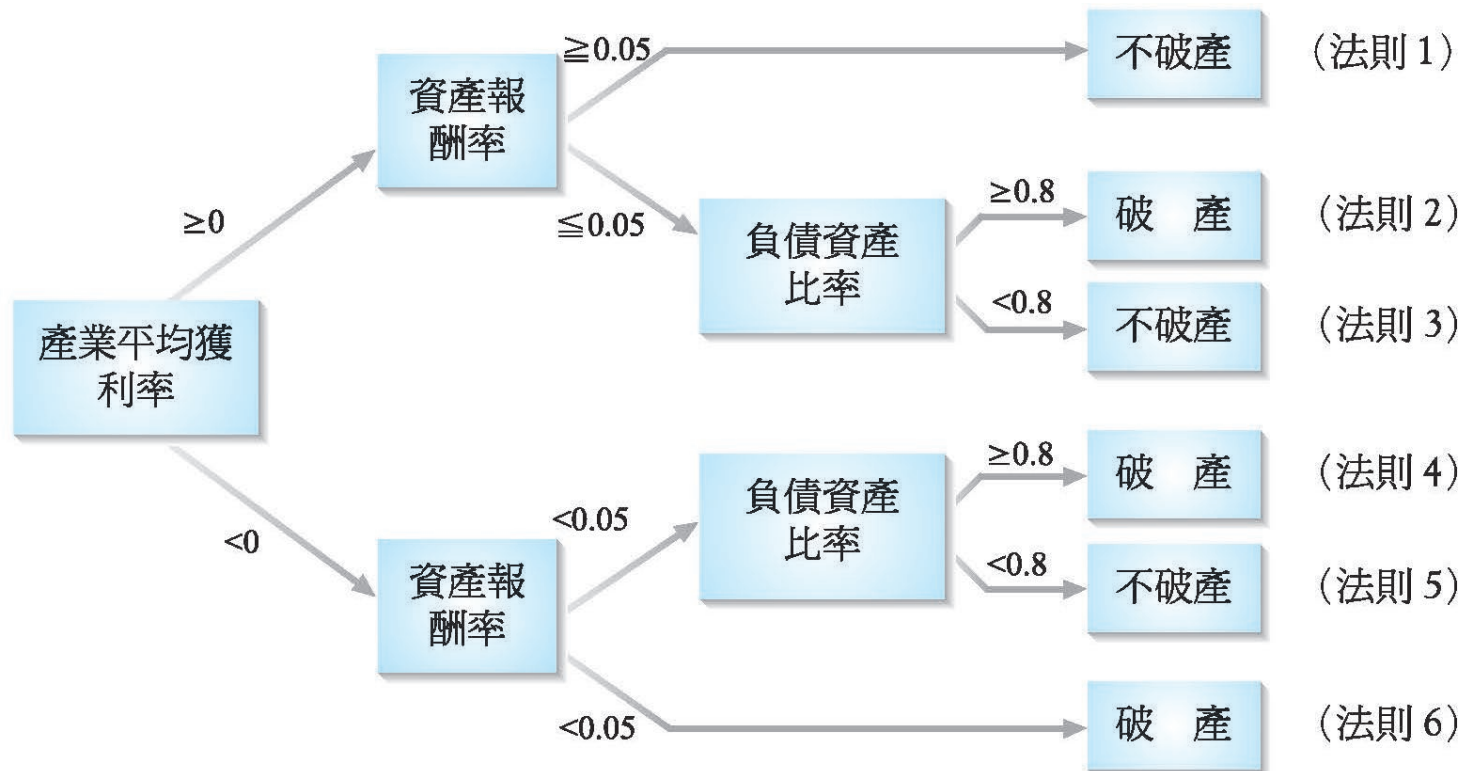 ≧0.05
不破產
(法則 1)
資產報
酬率
≥0
≦0.05
≥0.8
破 產
(法則 2)
負債資產
比率
<0.8
不破產
(法則 3)
產業平均獲
利率
<0
<0.05
≥0.8
破 產
(法則 4)
負債資產
比率
<0.8
不破產
(法則 5)
資產報
酬率
<0.05
破 產
(法則 6)